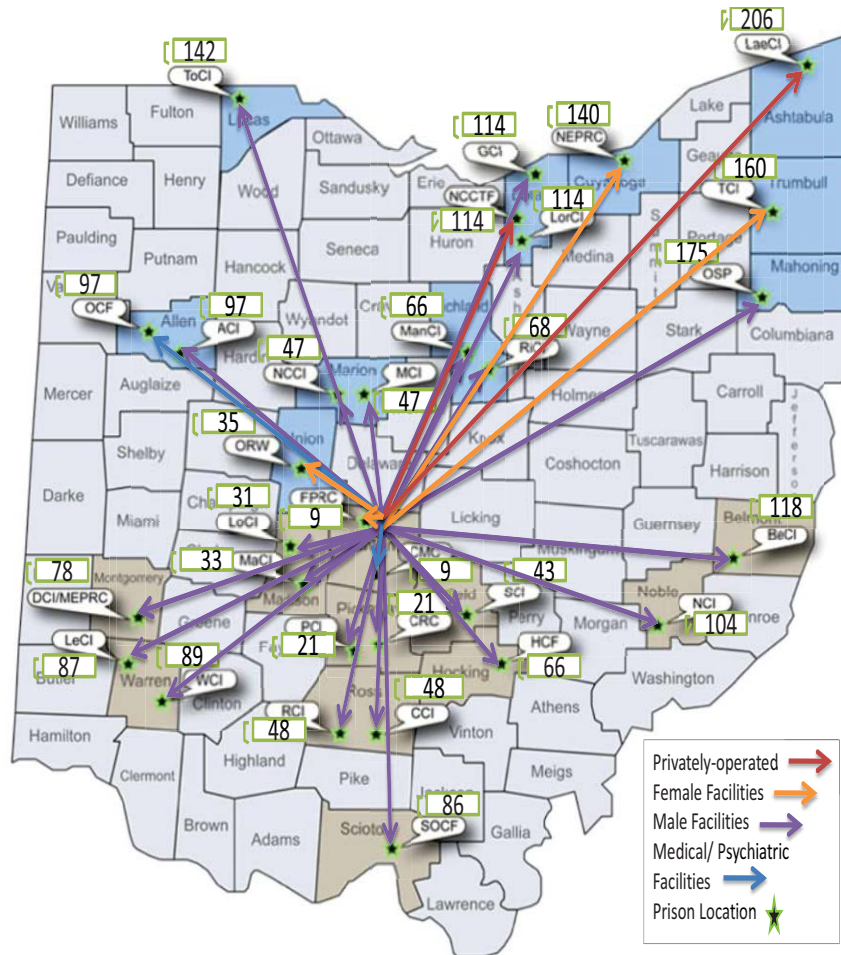 206
LaeCI
142
ToCI
Lake
Ashtabula
Williams
Fulton
Lucas
Ottawa
114
GCI
140
NEPRC
Geauga
Defiance
Henry
Wood
Sandusky
Erie
Cuyahoga
160
TCI
Trumbull
NCCTF
114
114
LorCI
Paulding
Putnam
Hancock
Seneca
Huron
Medina
Summit
Portage
175
OSP
Mahoning
97
OCF
Allen
97
ACI
Wyandot
66
ManCI
68
RiCI
Wayne
Stark
Columbiana
Mercer
Auglaize
Hardin
47
NCCI
Marion
MCI
47
Holmes
Carroll
Jefferson
Shelby
35
ORW
Union
Delaware
Knox
Coshocton
Tuscarawas
Harrison
Darke
Miami
31
LoCI
FPRC
9
Licking
Muskingum
Guernsey
Belmont
118
BeCI
33
MaCI
Madison
CMC
9
43
SCI
78
Montgomery
DCI/MEPRC
Greene
PCI
21
21
CRC
Perry
Morgan
Noble
NCI
104
LeCI
87
Butler
Warren
89
WCI
Clinton
Hocking
HCF
66
Washington
Ross
RCI
48
48
CCI
Vinton
Athens
Hamilton
Clermont
Highland
Pike
Jackson
Meigs
Brown
Adams
Scioto
86
SOCF
Gallia
Lawrence
Privately-operated
Female Facilities
Male Facilities
Medical/ Psychiatric
Facilities
Prison Location